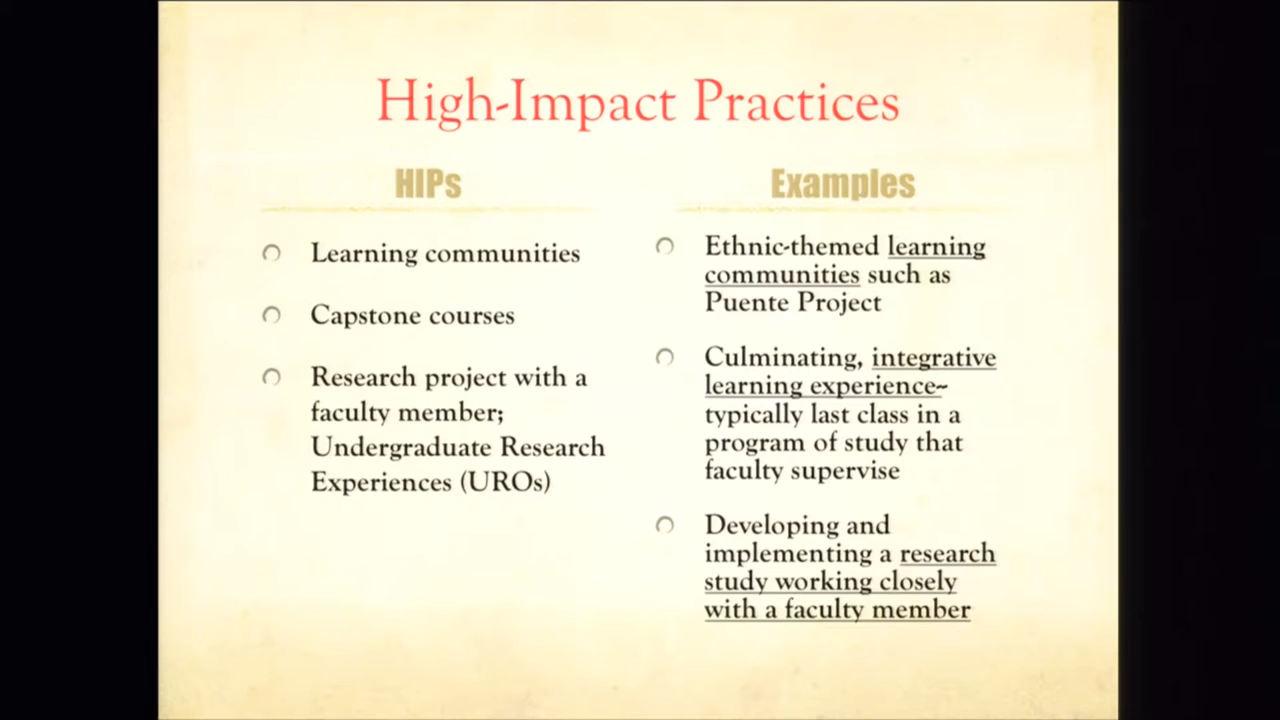 High-Impact Practices
HIPs
Learning communities
Capstone courses
Research project with a
faculty member;
Undergraduate Research
Experiences (UROs)
Examples
Ethnic-themed learning
communities such as
Puente Project
Culminating, integrative
learning experience~
typically last class in a
program of study that
faculty supervise
Developing and
implementing a research
study working closely
with a faculty member